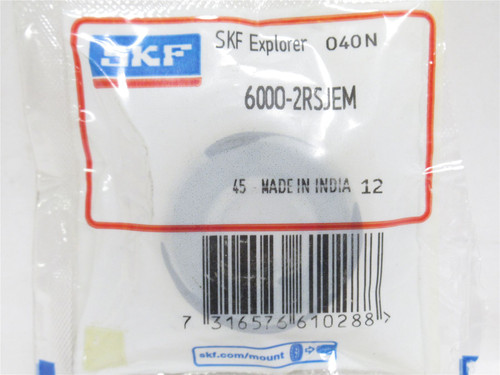 SKF
SKF Explorer 040N
6000-2RSJEM
45 MADE IN INDIA 12
7 316576 610288 >
skf.com/mount